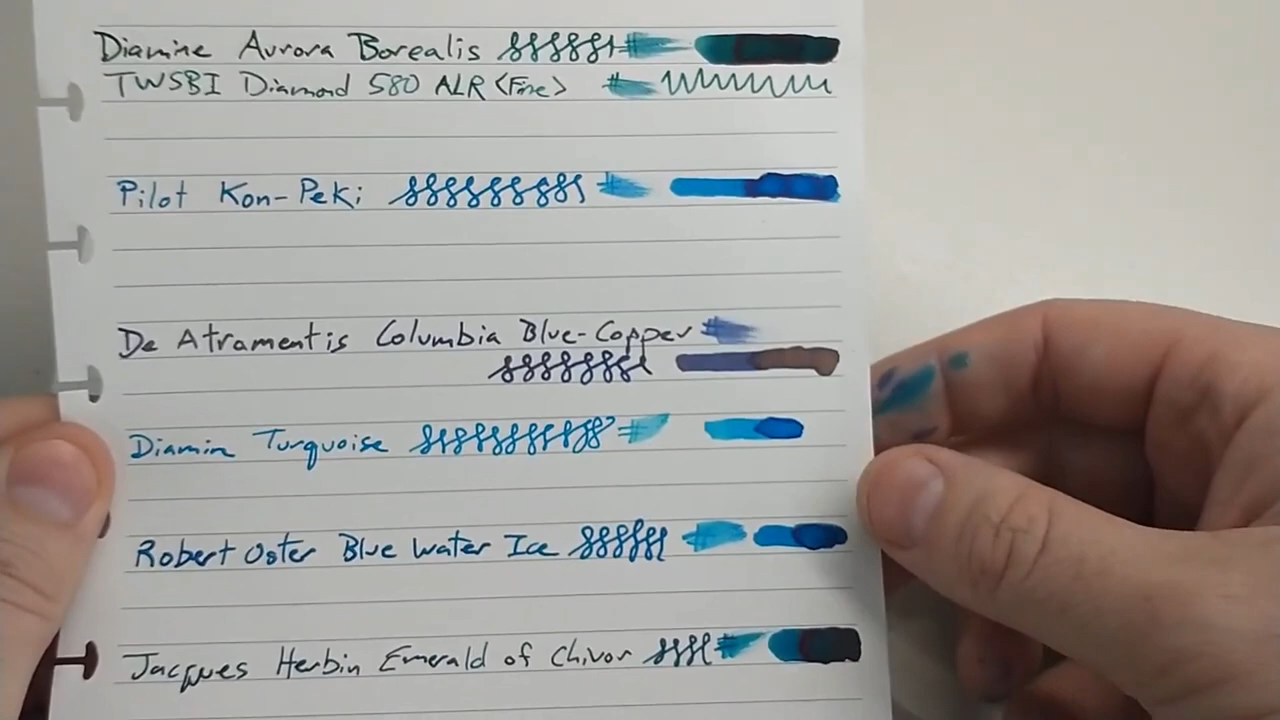 Diamine Aurora Borealis
TWSBI Diamond 580 ALR <Fine>
Pilot Kon-Peki
De Atramentis Columbia Blue-Copper
Diamin Turquoise
Robert Oster Blue Water Ice
Jacques Herbin Emerald of Chivor